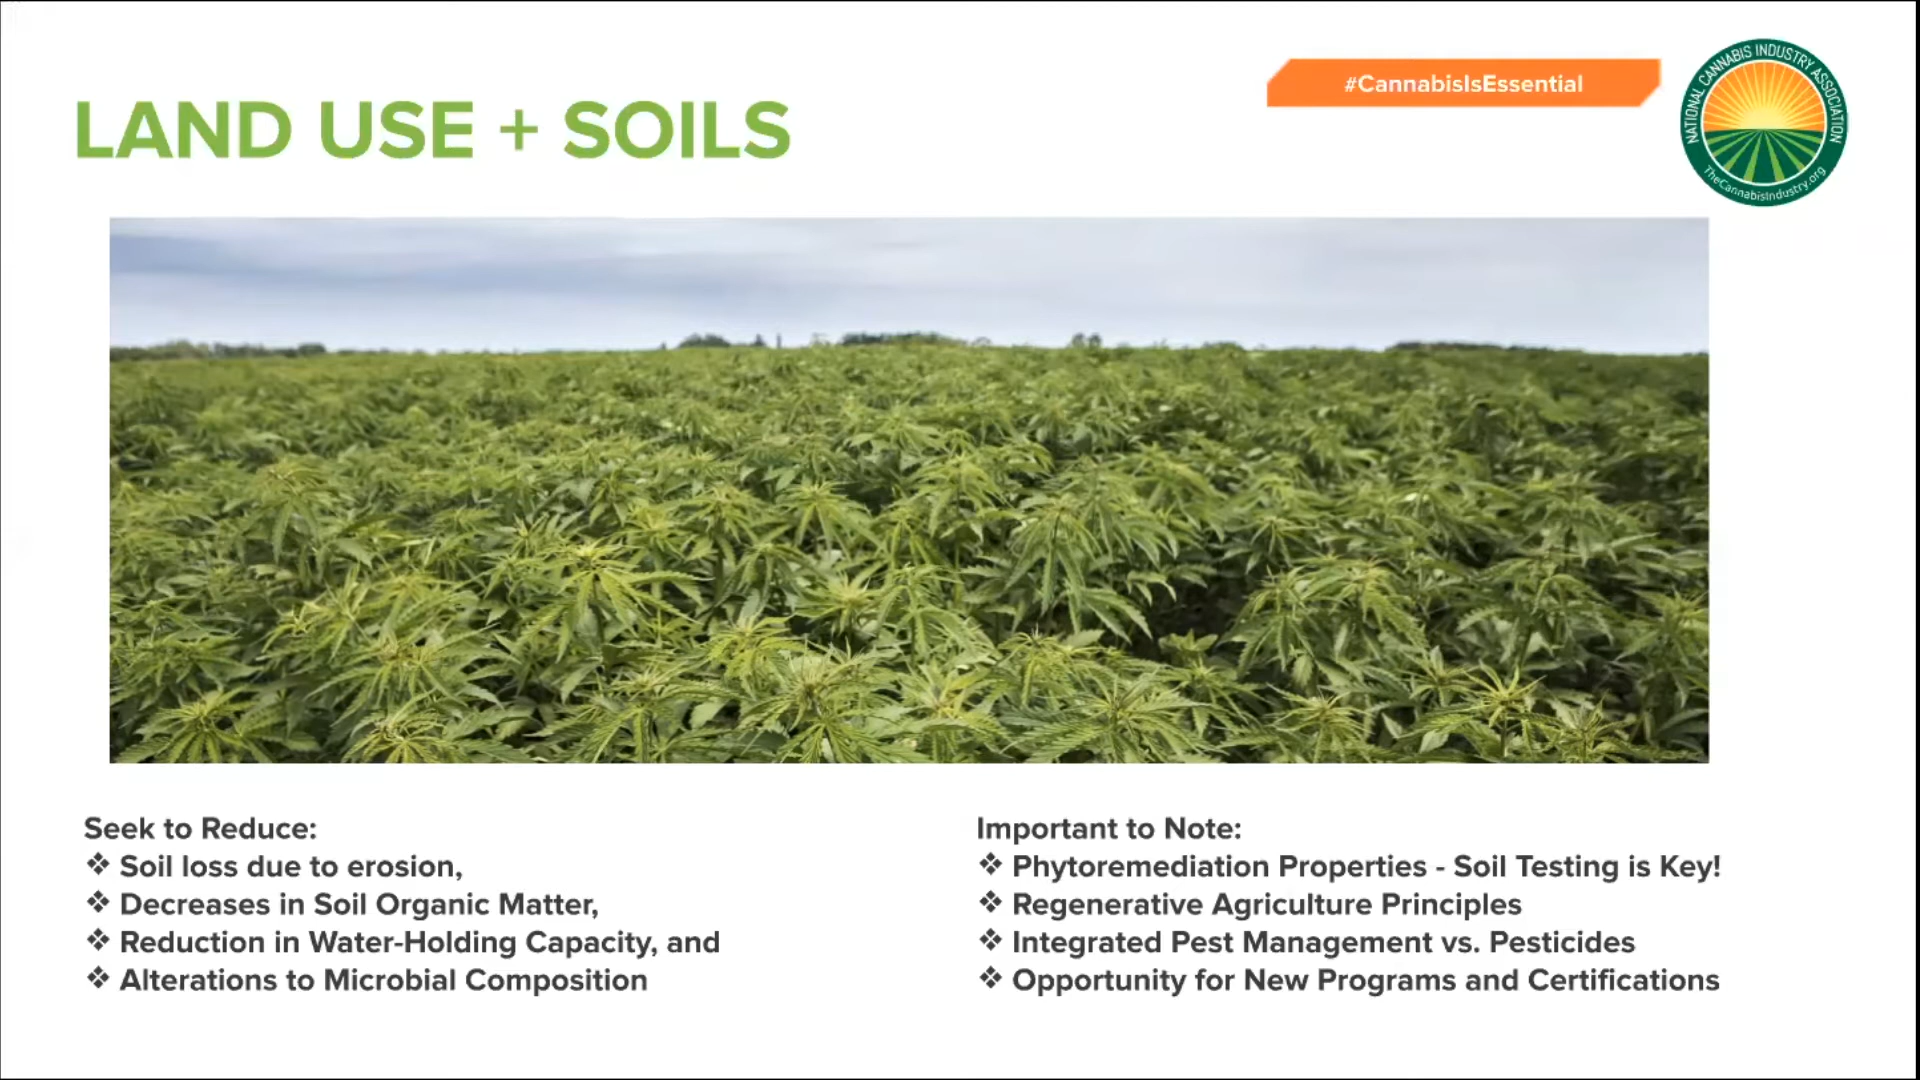 #CannabisIsEssential
NATIONAL CANNABIS INDUSTRY ASSOCIATION
TheCannabisIndustry.org
LAND USE + SOILS
Seek to Reduce:
❖ Soil loss due to erosion,
❖ Decreases in Soil Organic Matter,
❖ Reduction in Water-Holding Capacity, and
❖ Alterations to Microbial Composition
Important to Note:
❖ Phytoremediation Properties - Soil Testing is Key!
❖ Regenerative Agriculture Principles
❖ Integrated Pest Management vs. Pesticides
❖ Opportunity for New Programs and Certifications